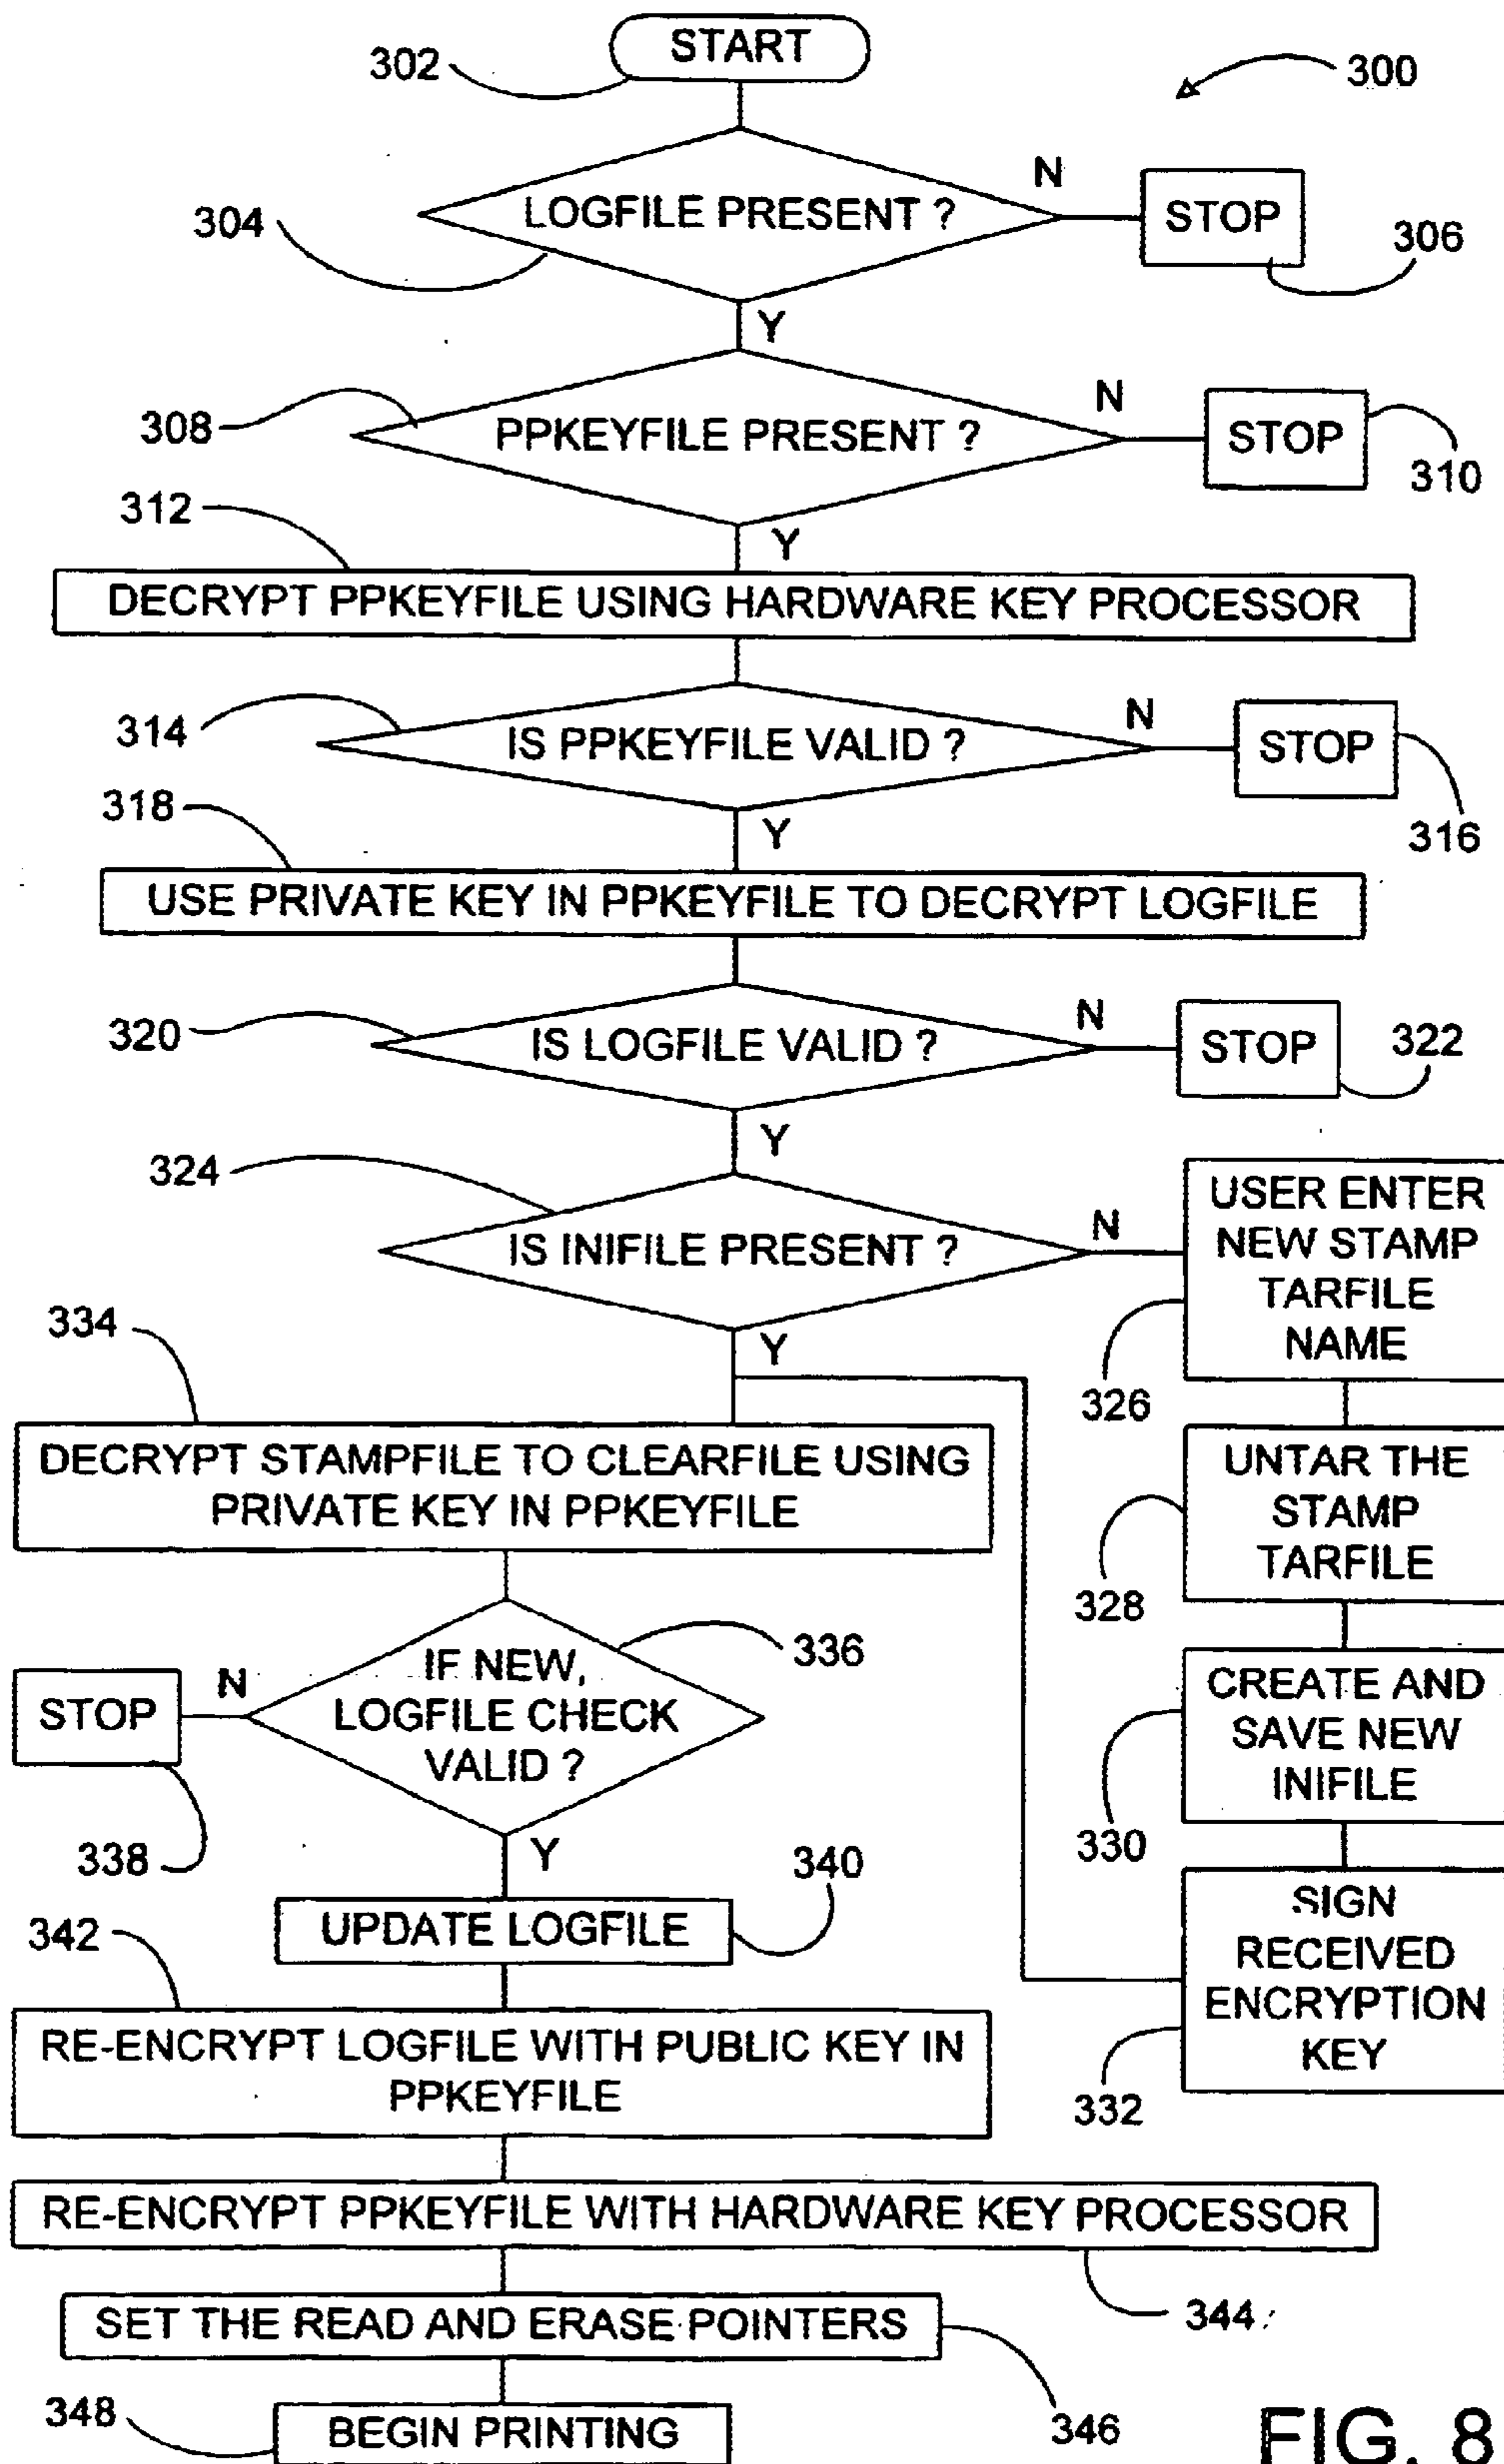 START
302
300
LOGFILE PRESENT ?
N
STOP
304
306
Y
PPKEYFILE PRESENT ?
N
STOP
308
310
Y
312
DECRYPT PPKEYFILE USING HARDWARE KEY PROCESSOR
314
IS PPKEYFILE VALID ?
N
STOP
316
318
Y
USE PRIVATE KEY IN PPKEYFILE TO DECRYPT LOGFILE
320
IS LOGFILE VALID ?
N
STOP
322
Y
324
IS INIFILE PRESENT ?
N
USER ENTER
NEW STAMP
TARFILE
NAME
326
Y
334
UNTAR THE
STAMP
TARFILE
328
CREATE AND
SAVE NEW
INIFILE
330
SIGN
RECEIVED
ENCRYPTION
KEY
332
DECRYPT STAMPFILE TO CLEARFILE USING
PRIVATE KEY IN PPKEYFILE
IF NEW,
LOGFILE CHECK
VALID ?
336
N
STOP
338
Y
340
UPDATE LOGFILE
342
RE-ENCRYPT LOGFILE WITH PUBLIC KEY IN
PPKEYFILE
RE-ENCRYPT PPKEYFILE WITH HARDWARE KEY PROCESSOR
344
SET THE READ AND ERASE POINTERS
346
348
BEGIN PRINTING
FIG. 8